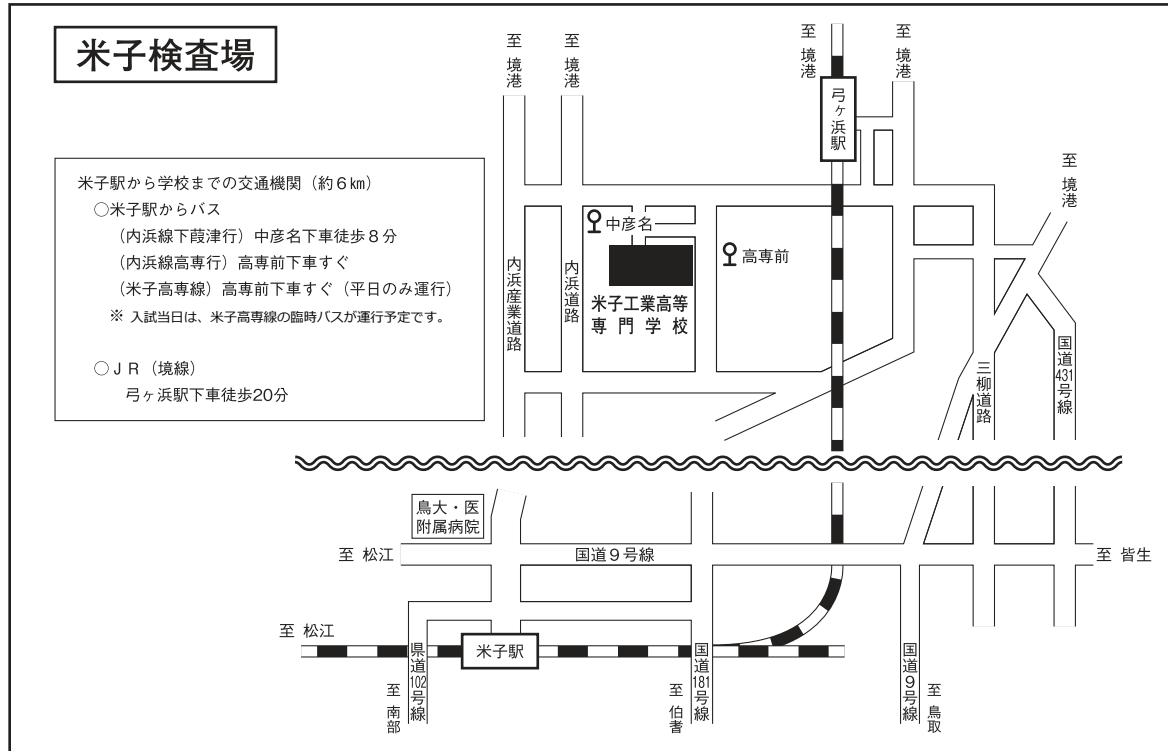 米子検査場
米子駅から学校までの交通機関（約6㎞）
○米子駅からバス
（内浜線下葭津行）中彦名下車徒歩８分
（内浜線高専行）高専前下車すぐ
（米子高専線）高専前下車すぐ（平日のみ運行）
※ 入試当日は、米子高専線の臨時バスが運行予定です。
○ＪＲ（境線）
弓ヶ浜駅下車徒歩20分
至 境港
至 境港
至 境港
至 境港
弓ヶ浜駅
至 境港
中彦名
高専前
米子工業高等
専門学校
内浜産業道路
内浜道路
三柳道路
国道431号線
鳥大・医
附属病院
至 松江
国道９号線
至 皆生
至 松江
米子駅
県道102号線
国道181号線
国道９号線
至 南部
至 伯耆
至 鳥取